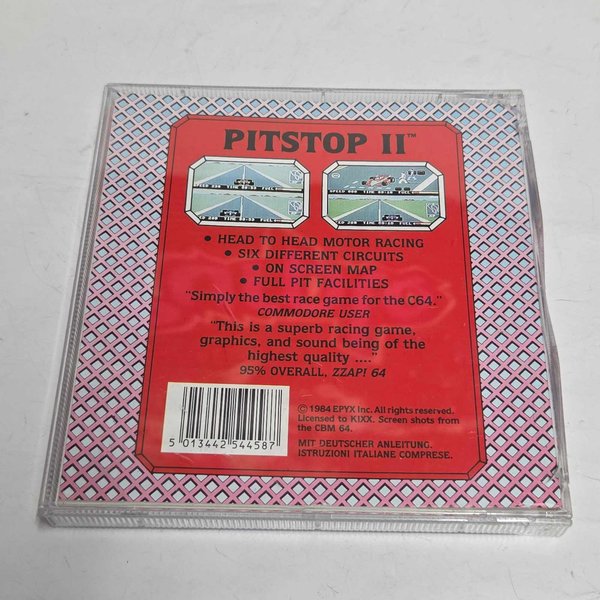 PITSTOP II™
• HEAD TO HEAD MOTOR RACING
• SIX DIFFERENT CIRCUITS
• ON SCREEN MAP
• FULL PIT FACILITIES
"Simply the best race game for the C64."
COMMODORE USER
"This is a superb racing game,
graphics, and sound being of the
highest quality ...."
95% OVERALL, ZZAP! 64
© 1984 EPYX Inc. All rights reserved.
Licensed to KIXX. Screen shots from
the CBM 64.
MIT DEUTSCHER ANLEITUNG.
ISTRUZIONI ITALIANE COMPRESE.
5 013442 544587